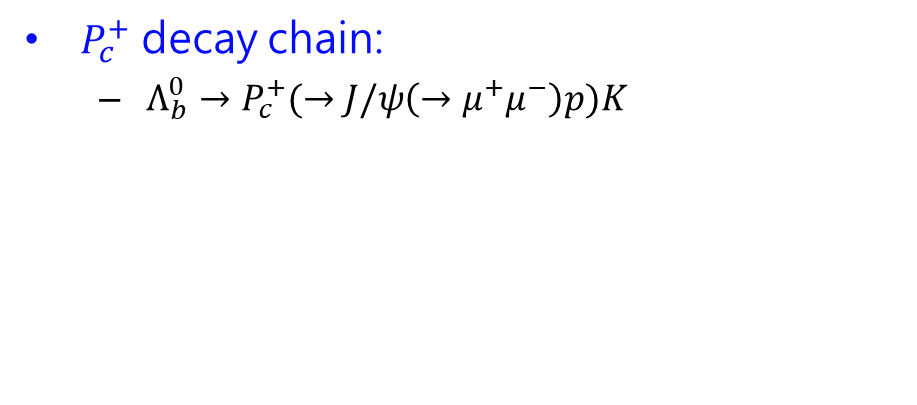 • P_c^+ decay chain:
– Λ_b^0 → P_c^+(→ J/ψ(→ μ^+μ^-)p)K